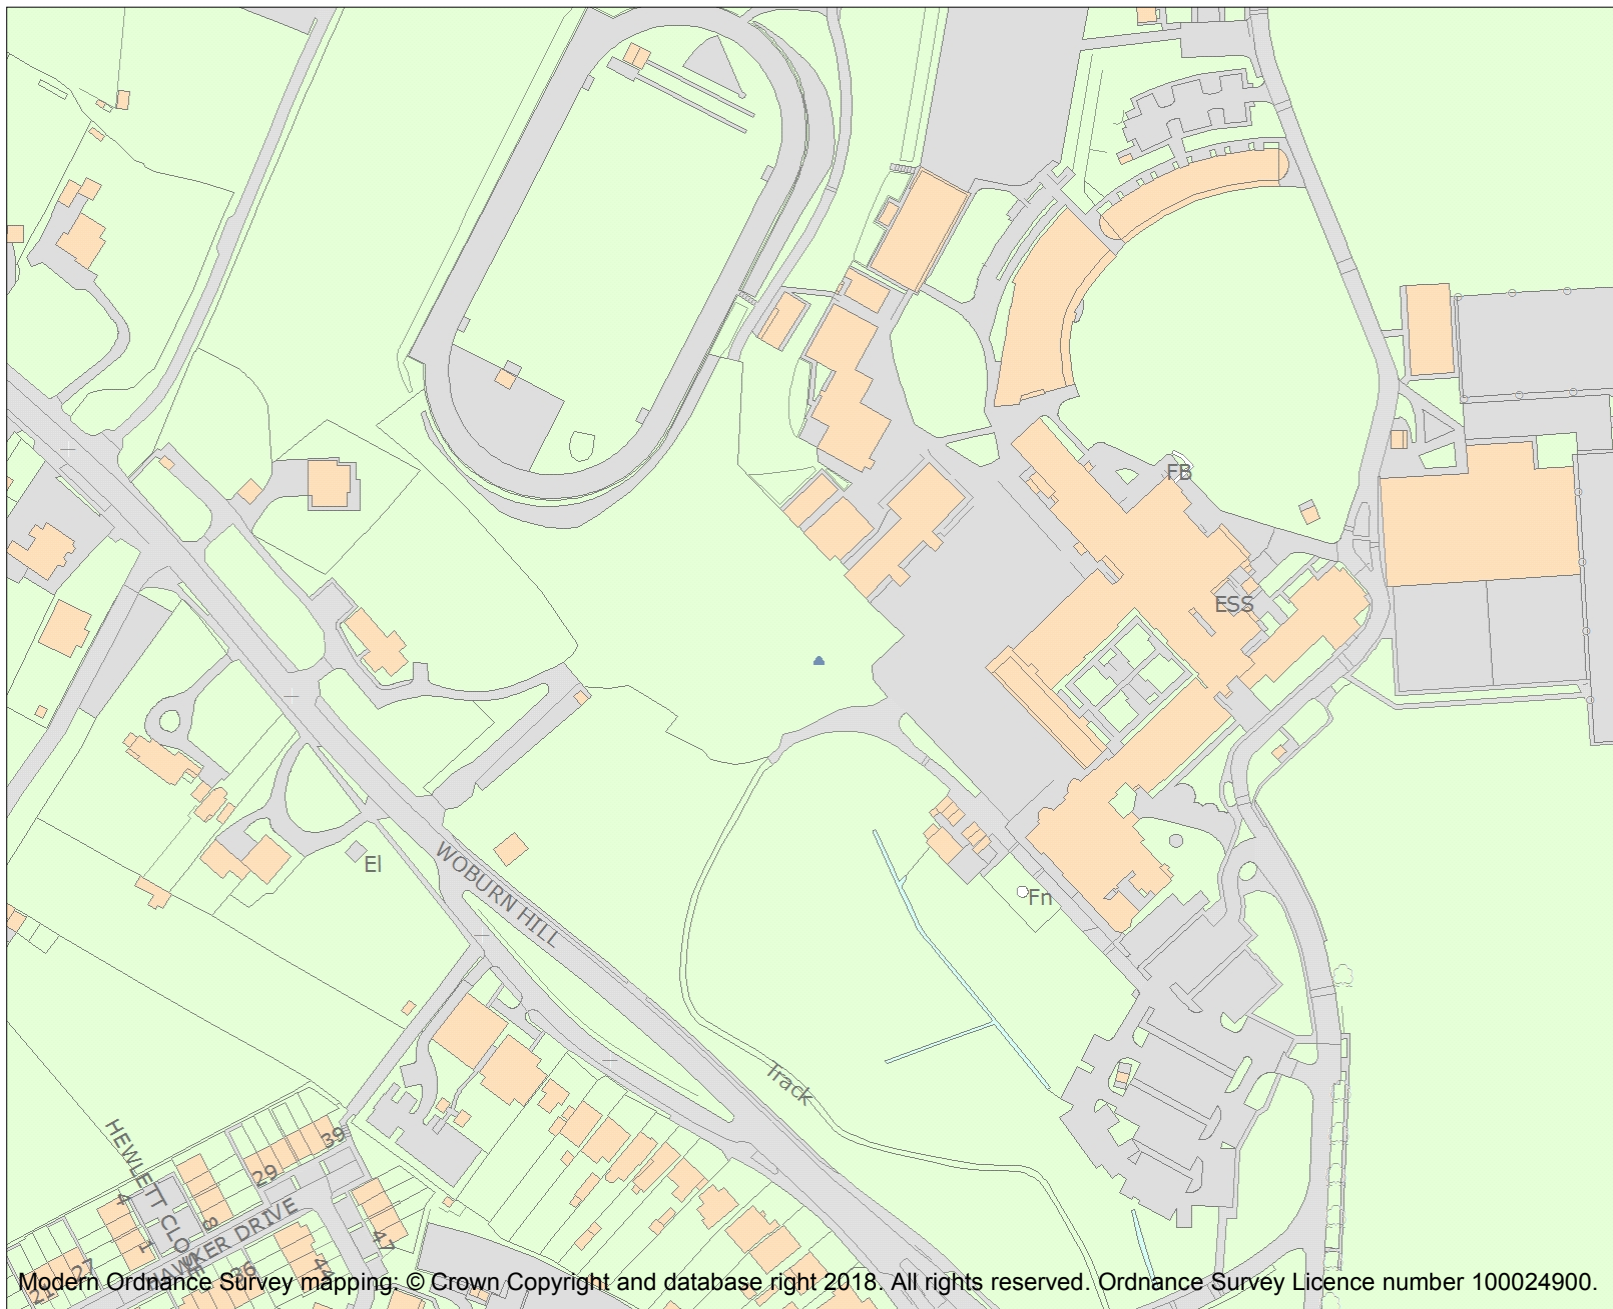 FB
ESS
El
WOBURN HILL
Fn
Track
HEWLETT CLOSE
39
29
4
8
1
HAWKER DRIVE
47
27
21
36
44
Modern Ordnance Survey mapping: © Crown Copyright and database right 2018. All rights reserved. Ordnance Survey Licence number 100024900.